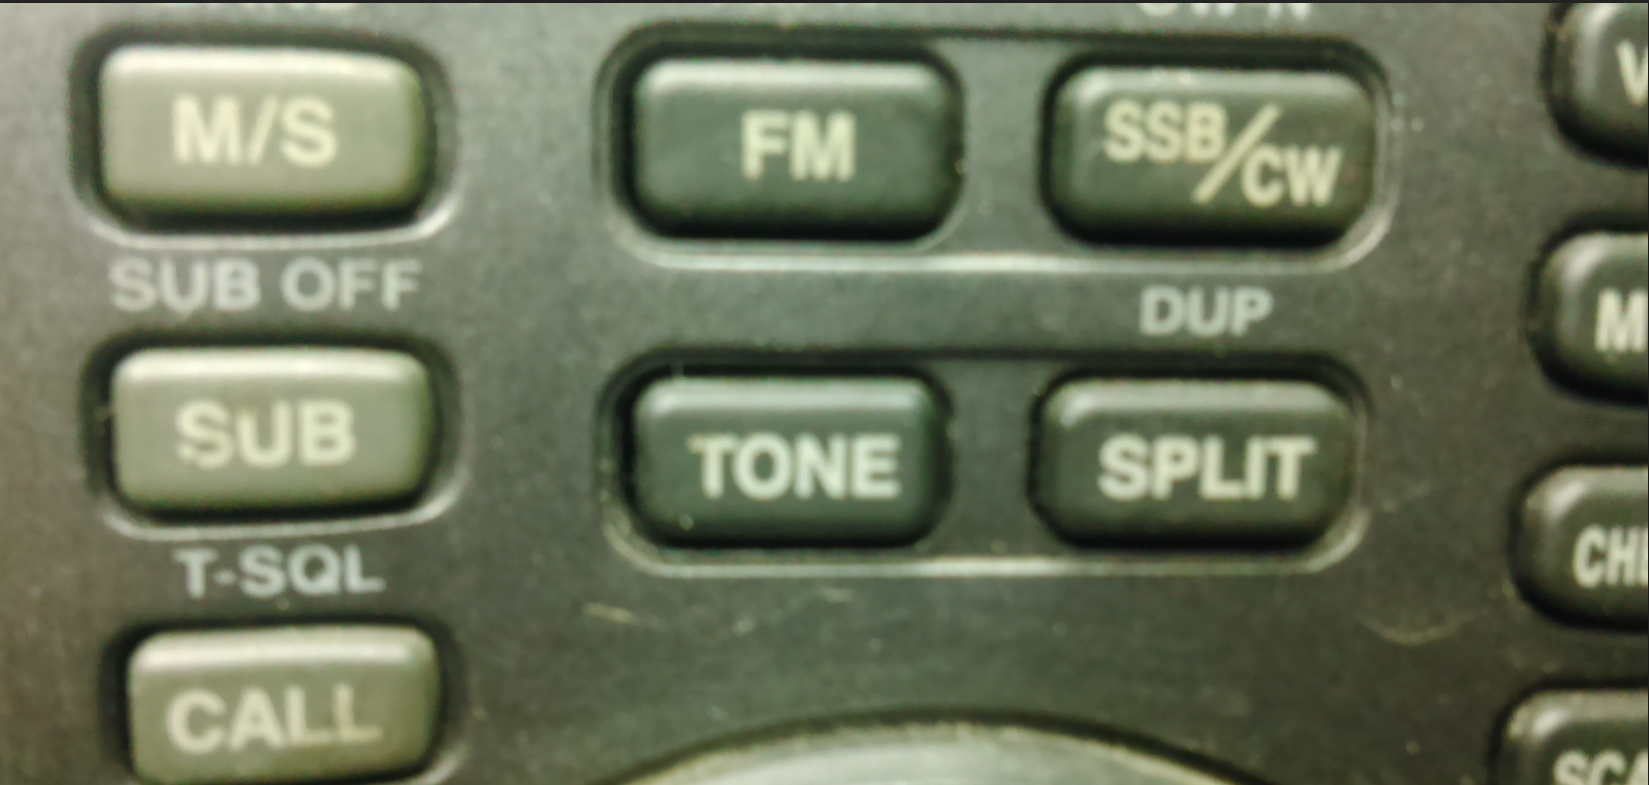 M/S
FM
SSB/CW
SUB OFF
DUP
SUB
TONE
SPLIT
T-SQL
CALL